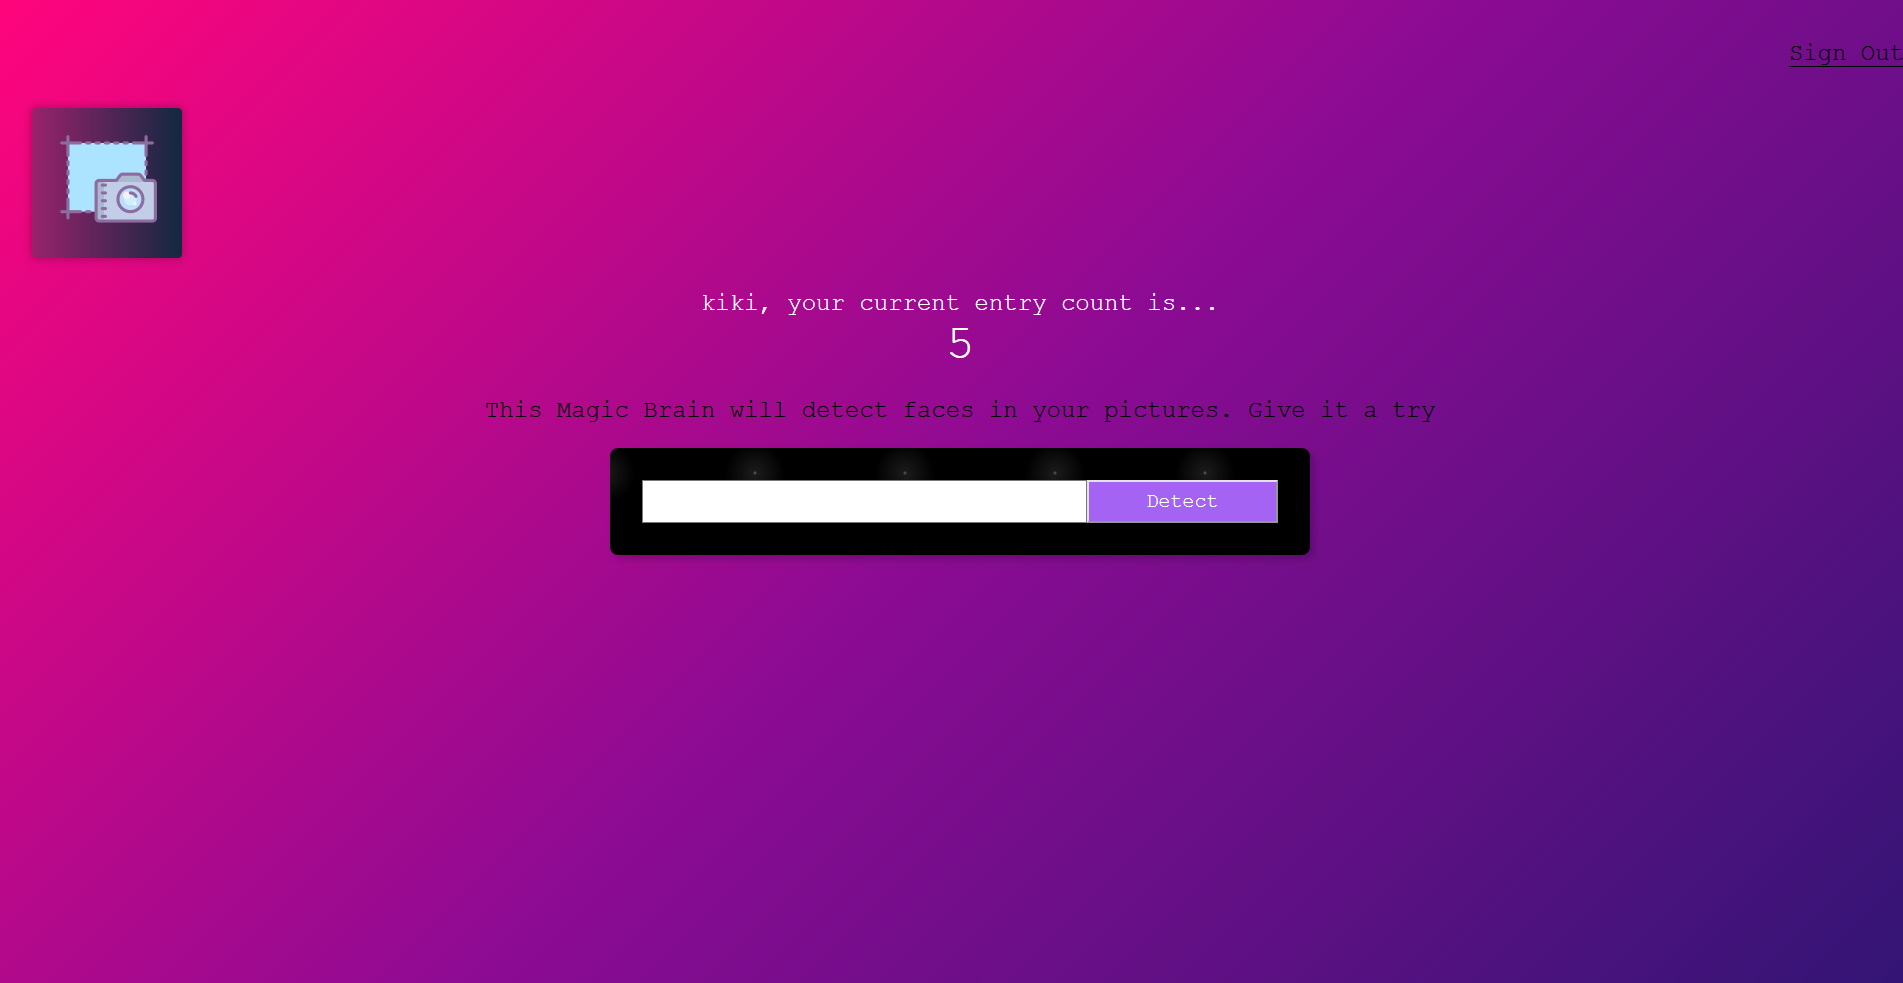 Sign Out
kiki, your current entry count is...
5
This Magic Brain will detect faces in your pictures. Give it a try
Detect